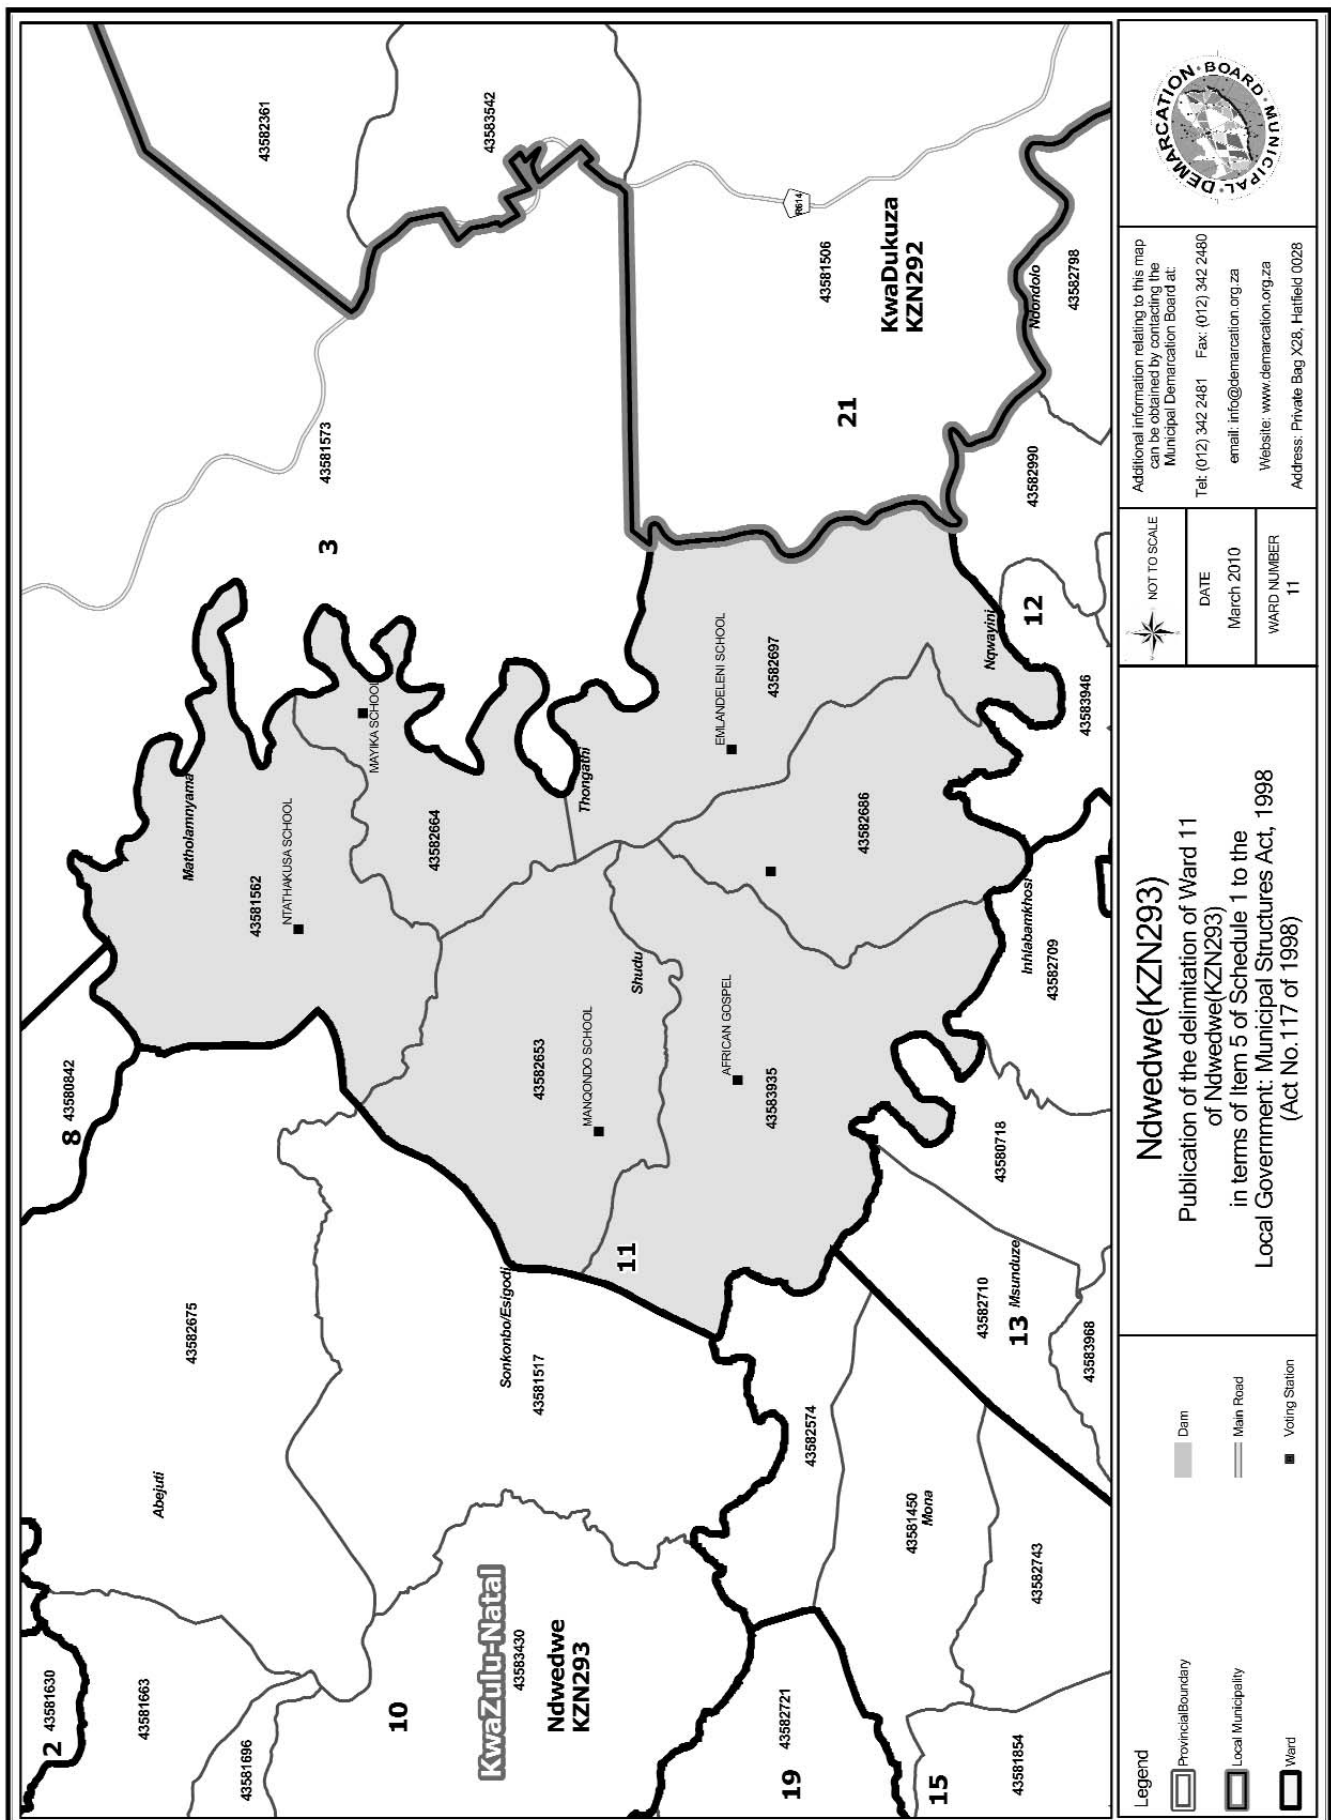 2
43581630
43581663
43581696
10
Abejuti
43582675
8
43580842
KwaZulu-Natal
43583430
Ndwedwe
KZN293
Sonkonbo/Esigodi
43581517
19
43582721
15
43581854
43582574
43581450
Mona
43582743
13
43582710
Msunduze
43583968
43580718
11
43582653
MANQONDO SCHOOL
Shudu
AFRICAN GOSPEL
43583935
Matholamnyama
43581562
NTATHAKUSA SCHOOL
MAYIKA SCHOOL
43582664
Thongathi
EMLANDELENI SCHOOL
43582697
43582686
Inhlabamkhosi
43582709
Nqwayini
12
43583946
43582990
3
43581573
43582361
43583542
R614
43581506
KwaDukuza
KZN292
21
Ndondolo
43582798
Legend
ProvincialBoundary
Local Municipality
Ward
Dam
Main Road
Voting Station
Ndwedwe(KZN293)
Publication of the delimitation of Ward 11
of Ndwedwe(KZN293)
in terms of Item 5 of Schedule 1 to the
Local Government: Municipal Structures Act, 1998
(Act No.117 of 1998)
NOT TO SCALE
DATE
March 2010
WARD NUMBER
11
Additional information relating to this map
can be obtained by contacting the
Municipal Demarcation Board at:
Tel: (012) 342 2481 Fax: (012) 342 2480
email: info@demarcation.org.za
Website: www.demarcation.org.za
Address: Private Bag X28, Hatfield 0028
MUNICIPAL • DEMARCATION • BOARD •